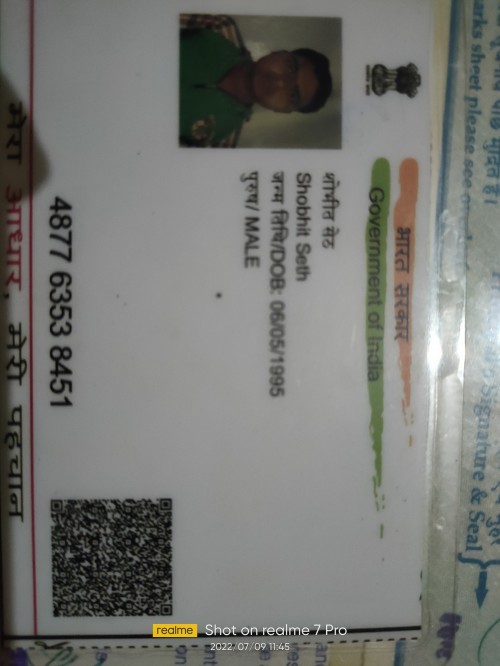 भारत सरकार
Government of India
शोभीत सेठ
Shobhit Seth
जन्म तिथि/DOB: 06/05/1995
पुरुष/ MALE
4877 6353 8451
मेरा आधार, मेरी पहचान
arks sheet please see
Signature & Seal
realme Shot on realme 7 Pro
2022/07/09 11:45